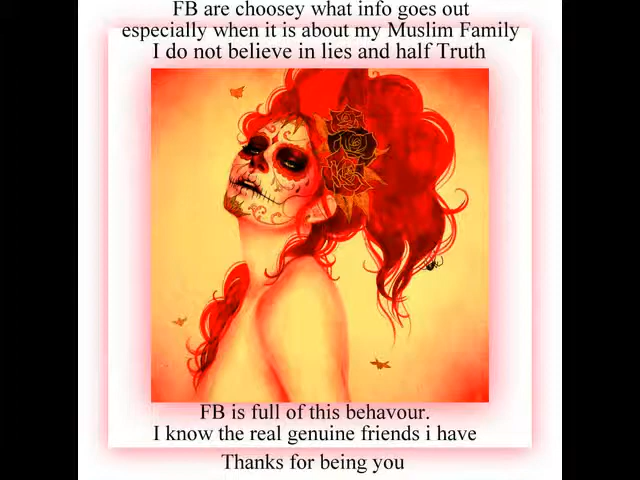 FB are choosey what info goes out
especially when it is about my Muslim Family
I do not believe in lies and half Truth
FB is full of this behavour.
I know the real genuine friends i have
Thanks for being you